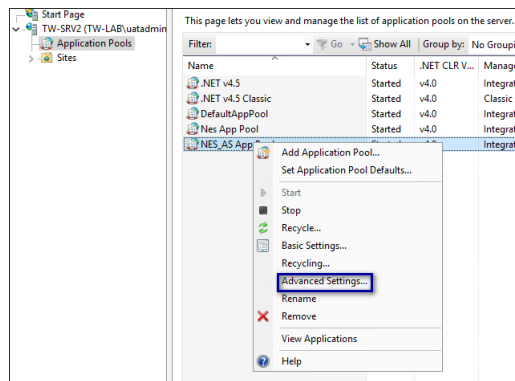 Start Page
TW-SRV2 (TW-LAB\uatadmin
Application Pools
Sites
This page lets you view and manage the list of application pools on the server.
Filter: Go Show All Group by: No Groupi
Name Status .NET CLR V... Manag
.NET v4.5 Started v4.0 Integrat
.NET v4.5 Classic Started v4.0 Classic
DefaultAppPool Started v4.0 Integrat
Nes App Pool Started v4.0 Integrat
NES_AS App Integrat
Add Application Pool...
Set Application Pool Defaults...
Start
Stop
Recycle...
Basic Settings...
Recycling...
Advanced Settings...
Rename
Remove
View Applications
Help